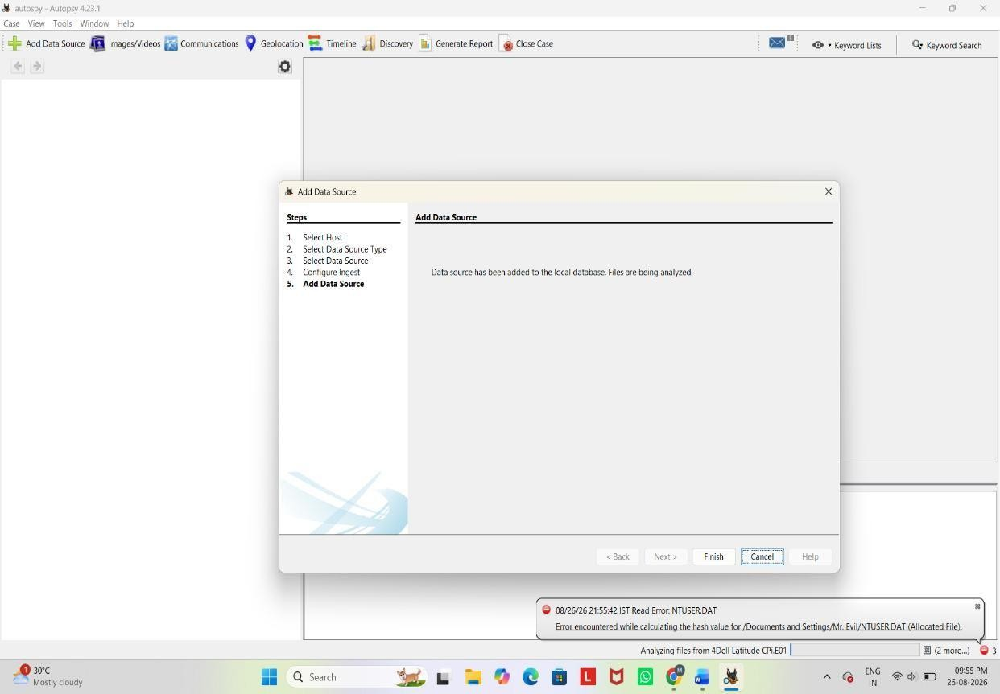 autospy - Autopsy 4.23.1
Case View Tools Window Help
Add Data Source Images/Videos Communications Geolocation Timeline Discovery Generate Report Close Case Keyword Lists Keyword Search
Add Data Source
Steps
1. Select Host
2. Select Data Source Type
3. Select Data Source
4. Configure Ingest
5. Add Data Source
Add Data Source
Data source has been added to the local database. Files are being analyzed.
< Back Next > Finish Cancel Help
08/26/26 21:55:42 IST Read Error: NTUSER.DAT
Error encountered while calculating the hash value for /Documents and Settings/Mr. Evil/NTUSER.DAT (Allocated File).
Analyzing files from 4Dell Latitude CPi.E01 (2 more...) 3
1
30°C
Mostly cloudy
Search
L
M
W
ENG
IN
09:55 PM
26-08-2026